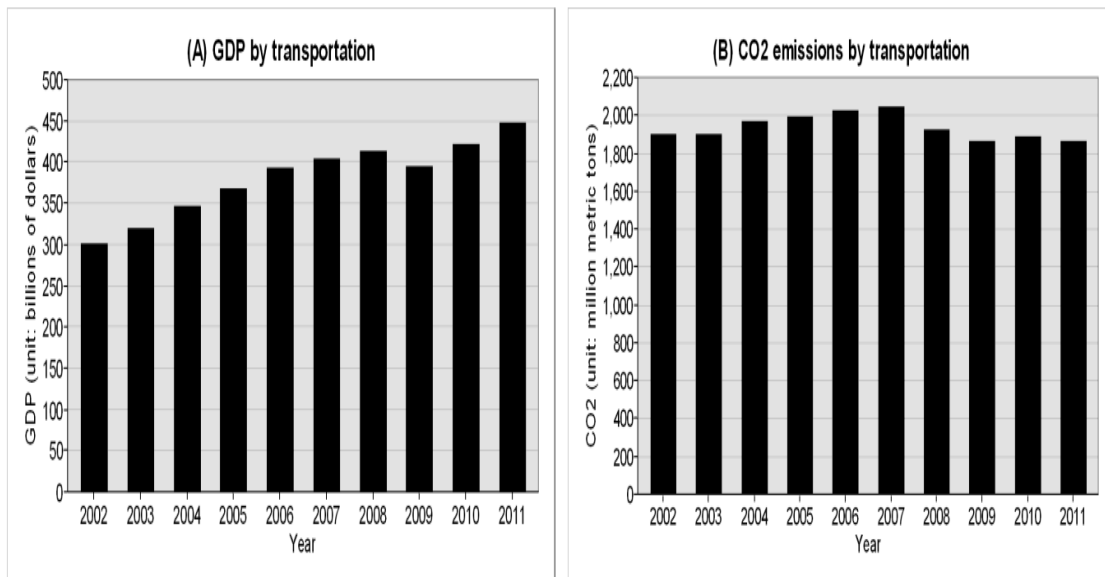 (A) GDP by transportation
GDP (unit: billions of dollars)
500
450
400
350
300
250
200
150
100
50
0
2002 2003 2004 2005 2006 2007 2008 2009 2010 2011
Year
(B) CO2 emissions by transportation
CO2 (unit: million metric tons)
2,200
2,000
1,800
1,600
1,400
1,200
1,000
800
600
400
200
0
2002 2003 2004 2005 2006 2007 2008 2009 2010 2011
Year